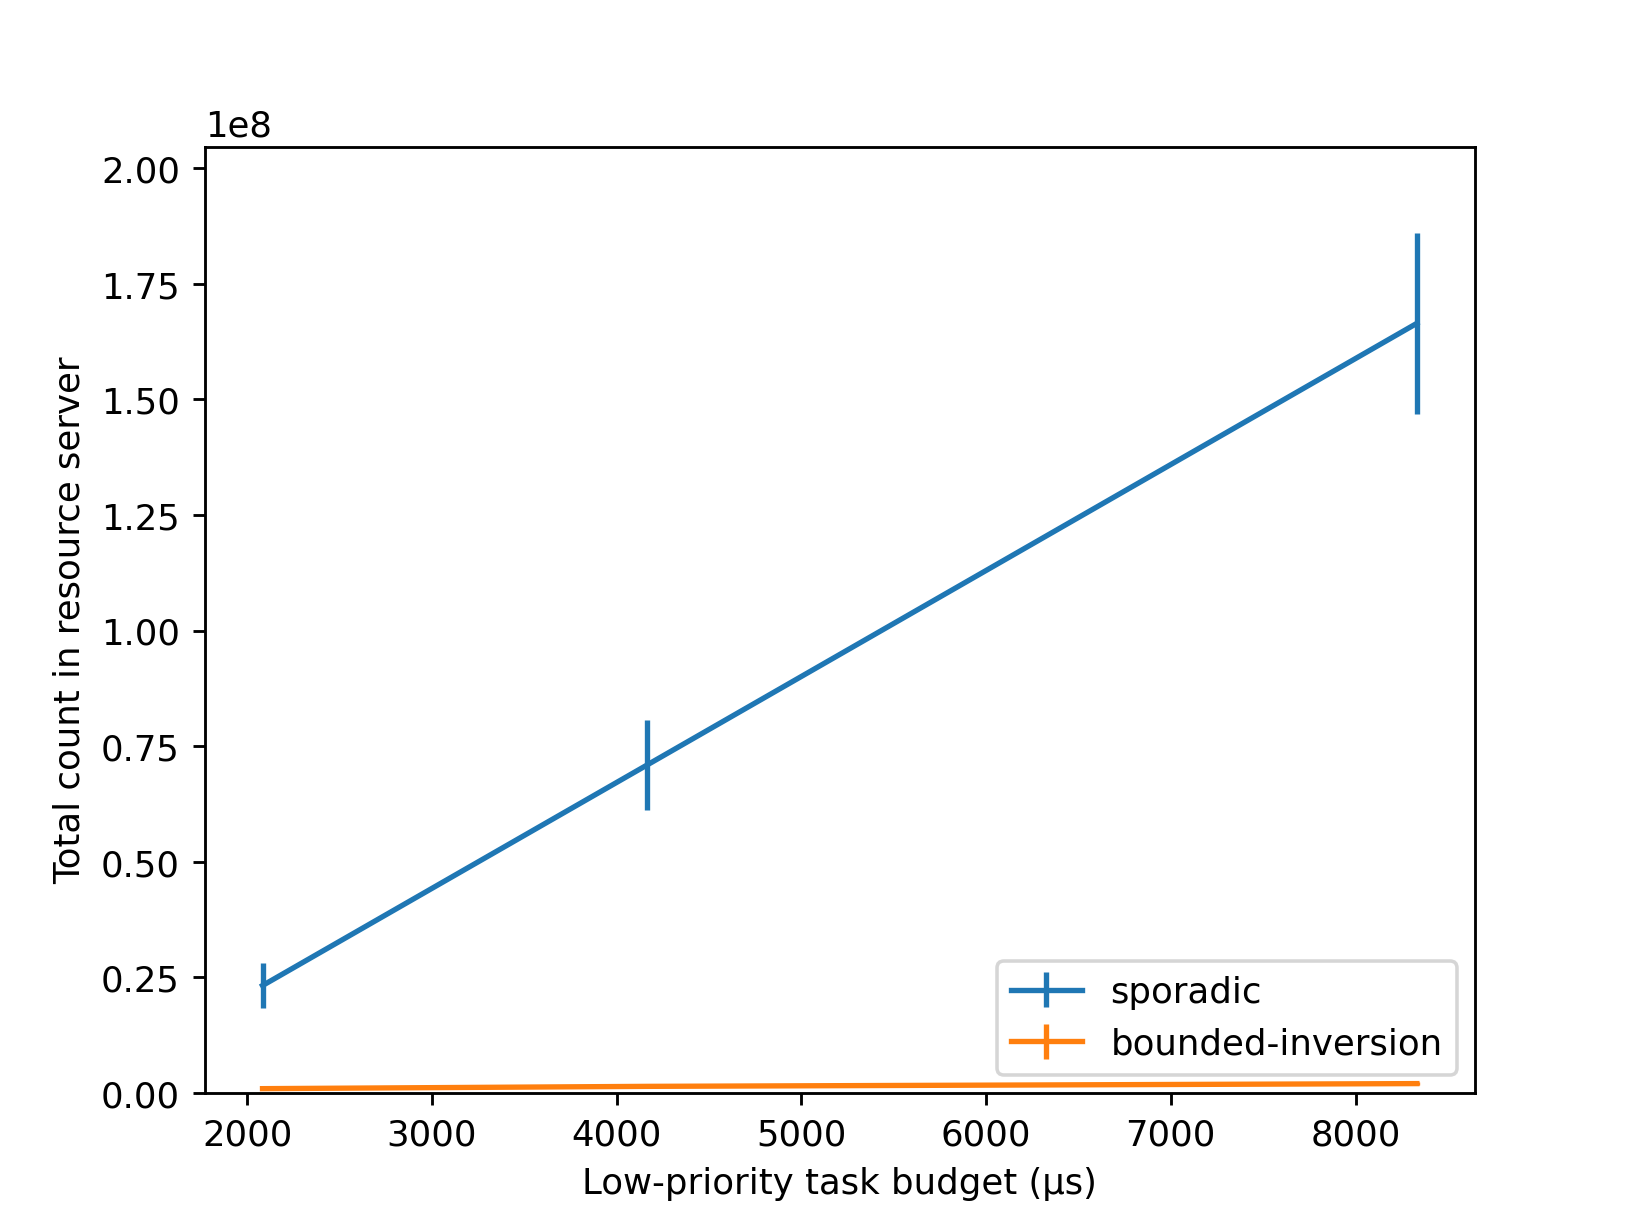 1e8
2.00
1.75
1.50
1.25
1.00
0.75
0.50
0.25
0.00
Total count in resource server
sporadic
bounded-inversion
2000 3000 4000 5000 6000 7000 8000
Low-priority task budget (µs)